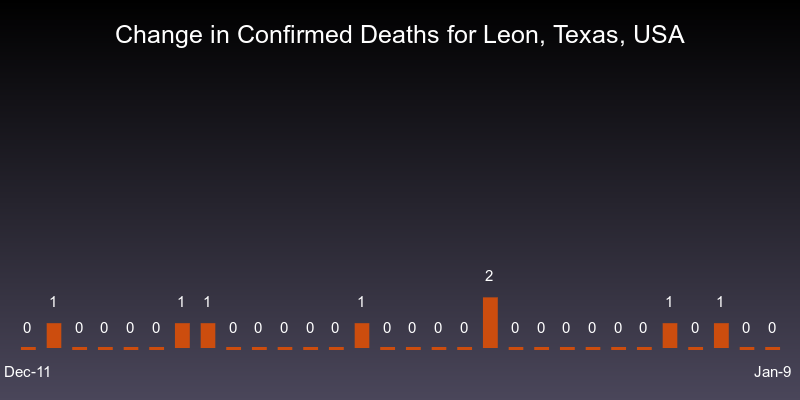 Change in Confirmed Deaths for Leon, Texas, USA
2
1 1 1 1 1 1
0 0 0 0 0 0 0 0 0 0 0 0 0 0 0 0 0 0 0 0 0 0 0
Dec-11 Jan-9